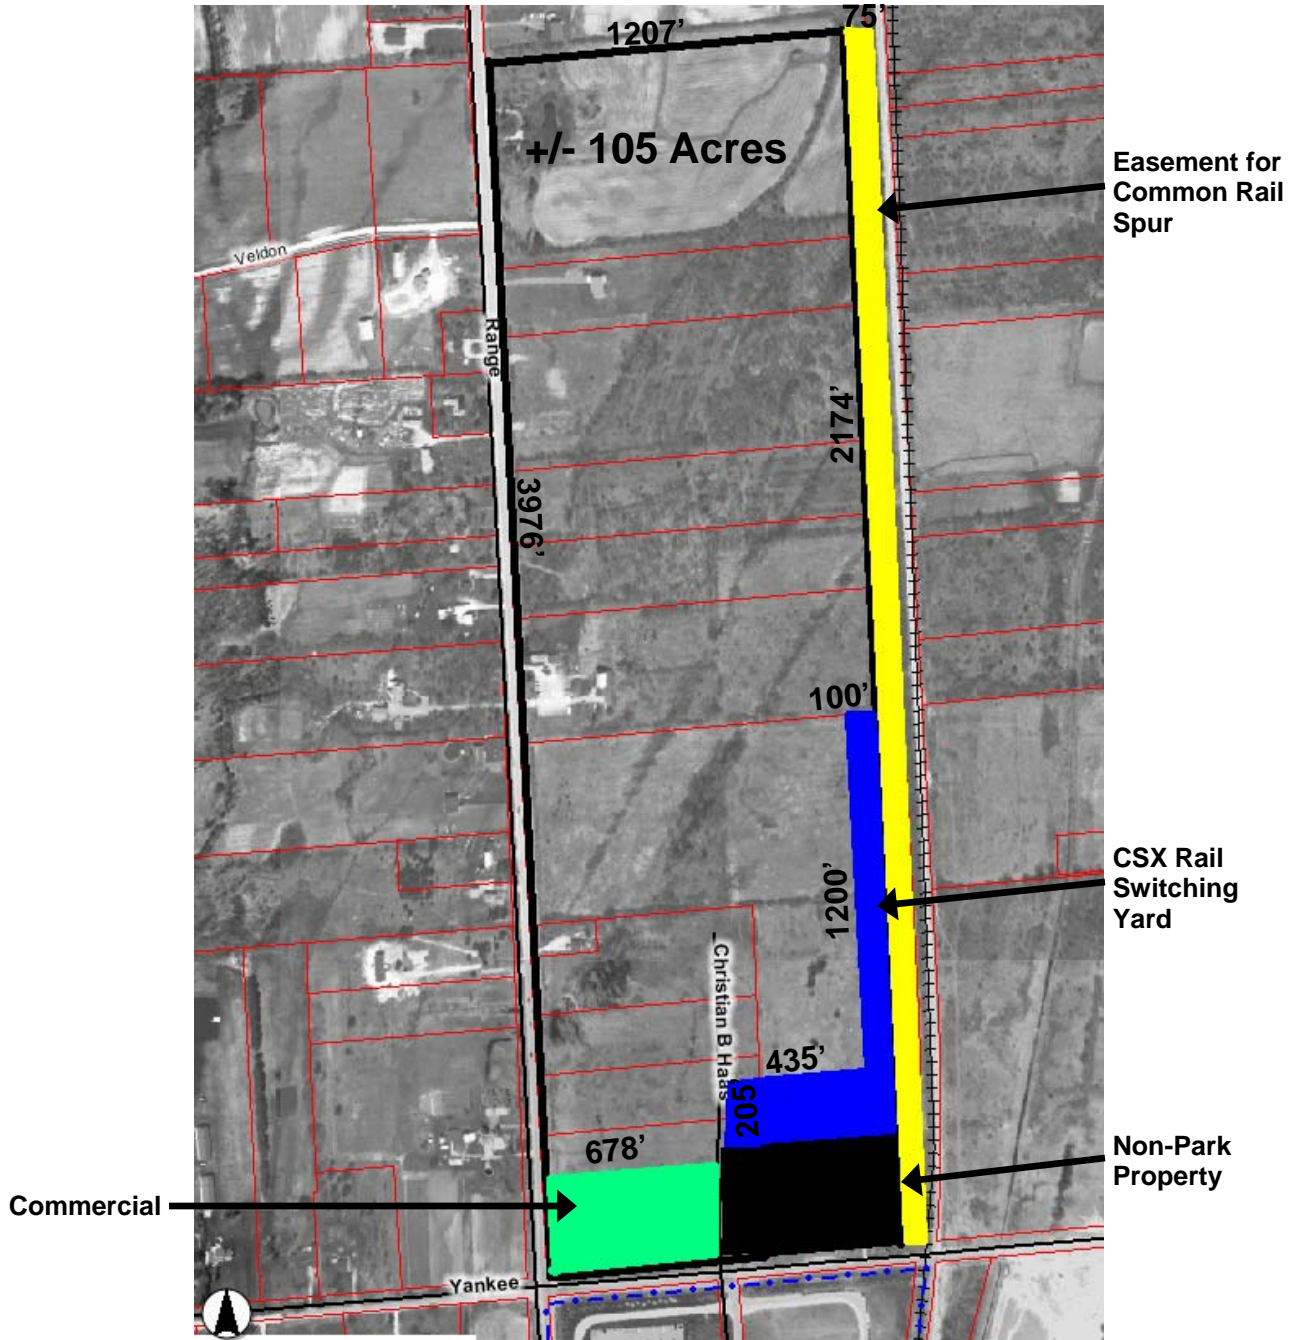 75’
1207’
+/- 105 Acres
Easement for
Common Rail
Spur
Veldon
Range
2174’
3976’
100’
CSX Rail
Switching
Yard
1200’
Christian B Haas
435’
205’
678’
Non-Park
Property
Commercial
Yankee